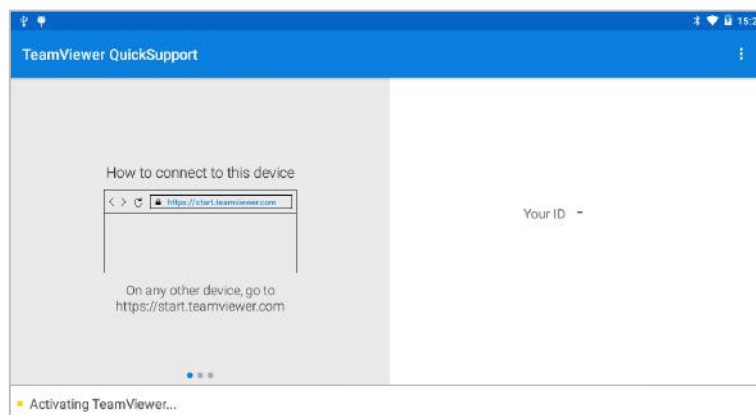 15:2
TeamViewer QuickSupport
How to connect to this device
https://start.teamviewer.com
On any other device, go to
https://start.teamviewer.com
Your ID -
Activating TeamViewer...